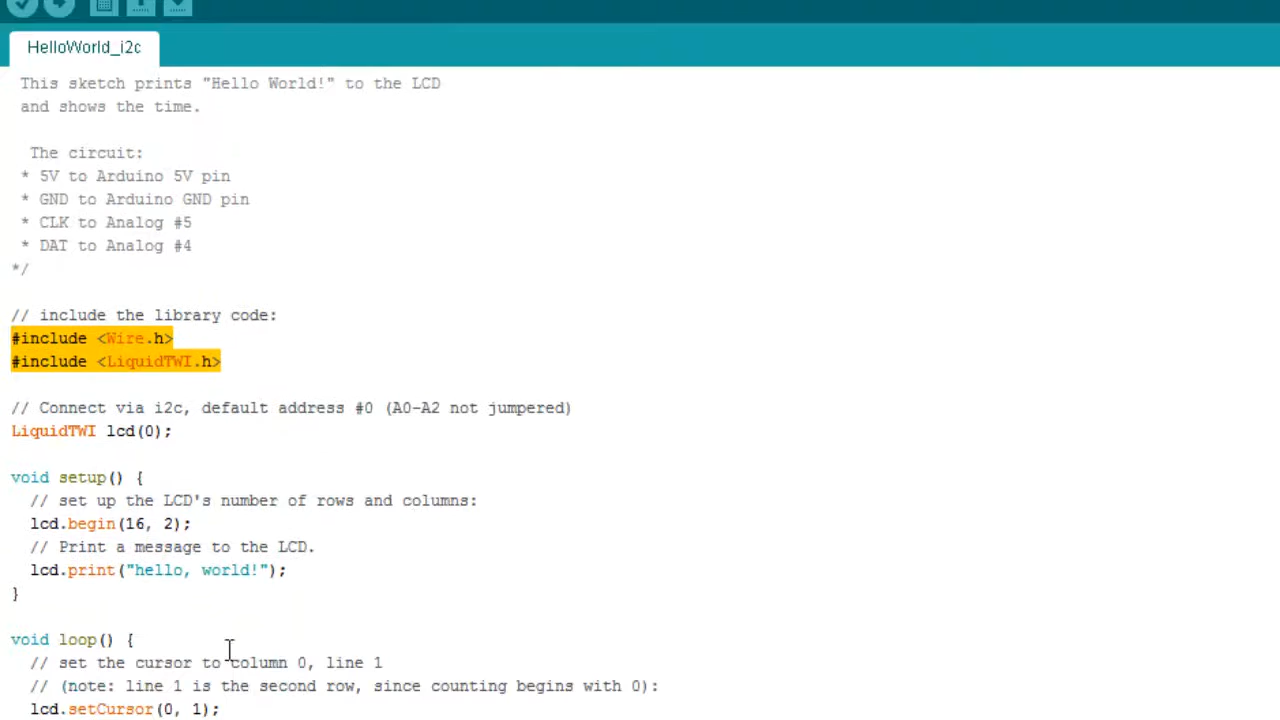 HelloWorld_i2c
This sketch prints "Hello World!" to the LCD
and shows the time.
The circuit:
* 5V to Arduino 5V pin
* GND to Arduino GND pin
* CLK to Analog #5
* DAT to Analog #4
*/
// include the library code:
#include <Wire.h>
#include <LiquidTWI.h>
// Connect via i2c, default address #0 (A0-A2 not jumpered)
LiquidTWI lcd(0);
void setup() {
// set up the LCD's number of rows and columns:
lcd.begin(16, 2);
// Print a message to the LCD.
lcd.print("hello, world!");
}
void loop() {
// set the cursor to column 0, line 1
// (note: line 1 is the second row, since counting begins with 0):
lcd.setCursor(0, 1);